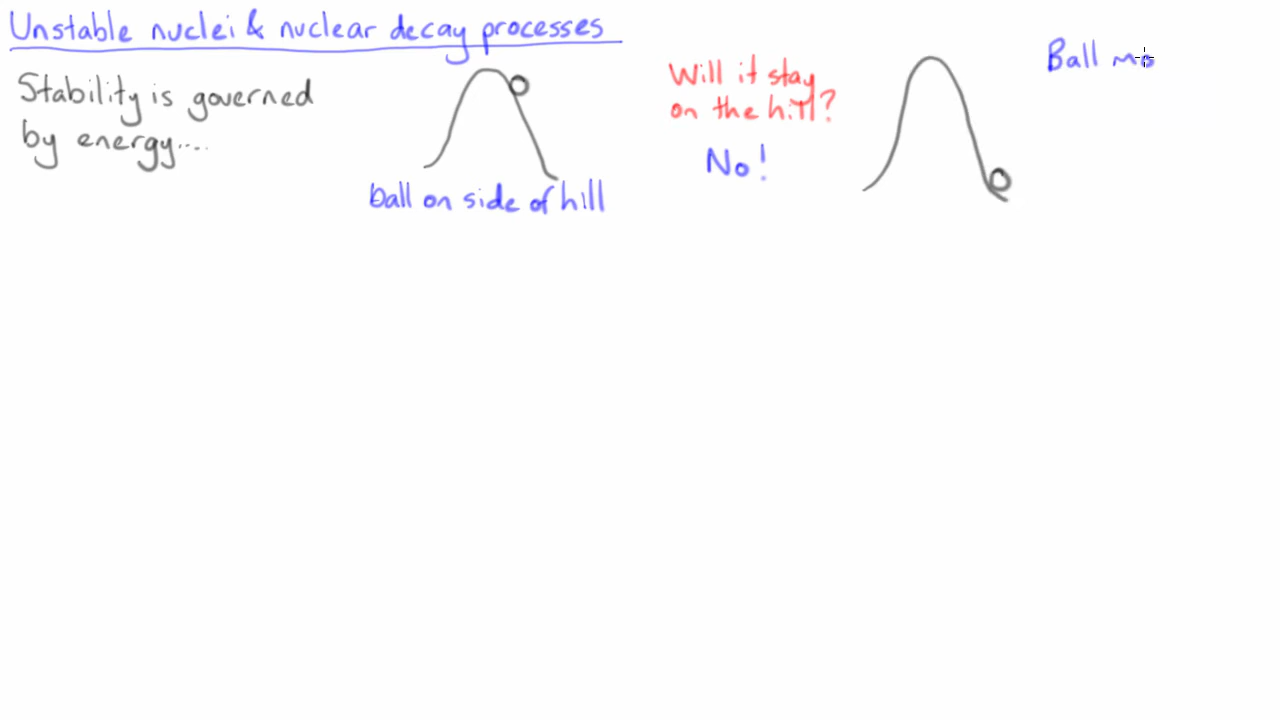 Unstable nuclei & nuclear decay processes
Stability is governed
by energy....
ball on side of hill
Will it stay
on the hill?
No!
Ball mo